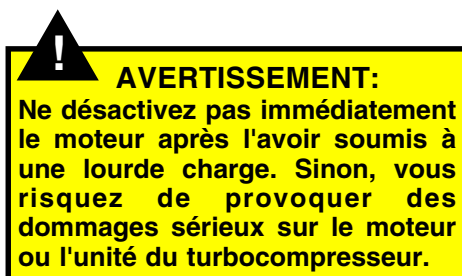 !
AVERTISSEMENT:
Ne désactivez pas immédiatement
le moteur après l'avoir soumis à
une lourde charge. Sinon, vous
risquez de provoquer des
dommages sérieux sur le moteur
ou l'unité du turbocompresseur.